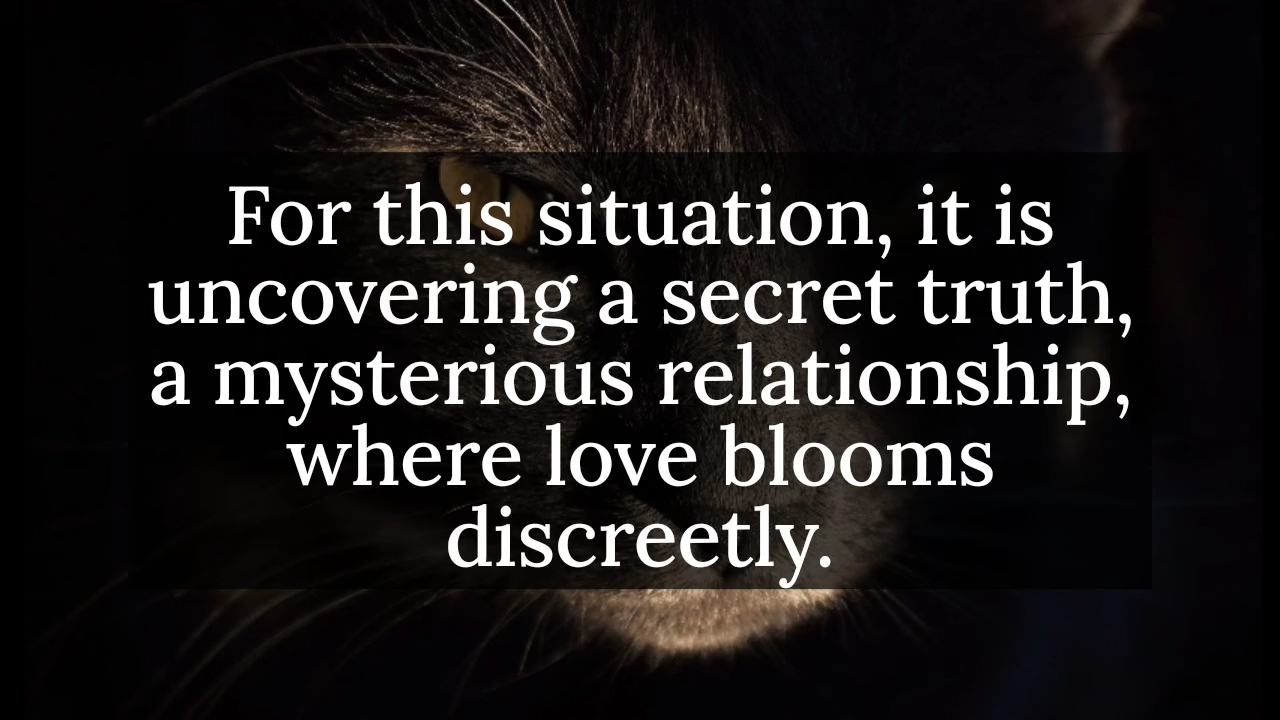 For this situation, it is
uncovering a secret truth,
a mysterious relationship,
where love blooms
discreetly.